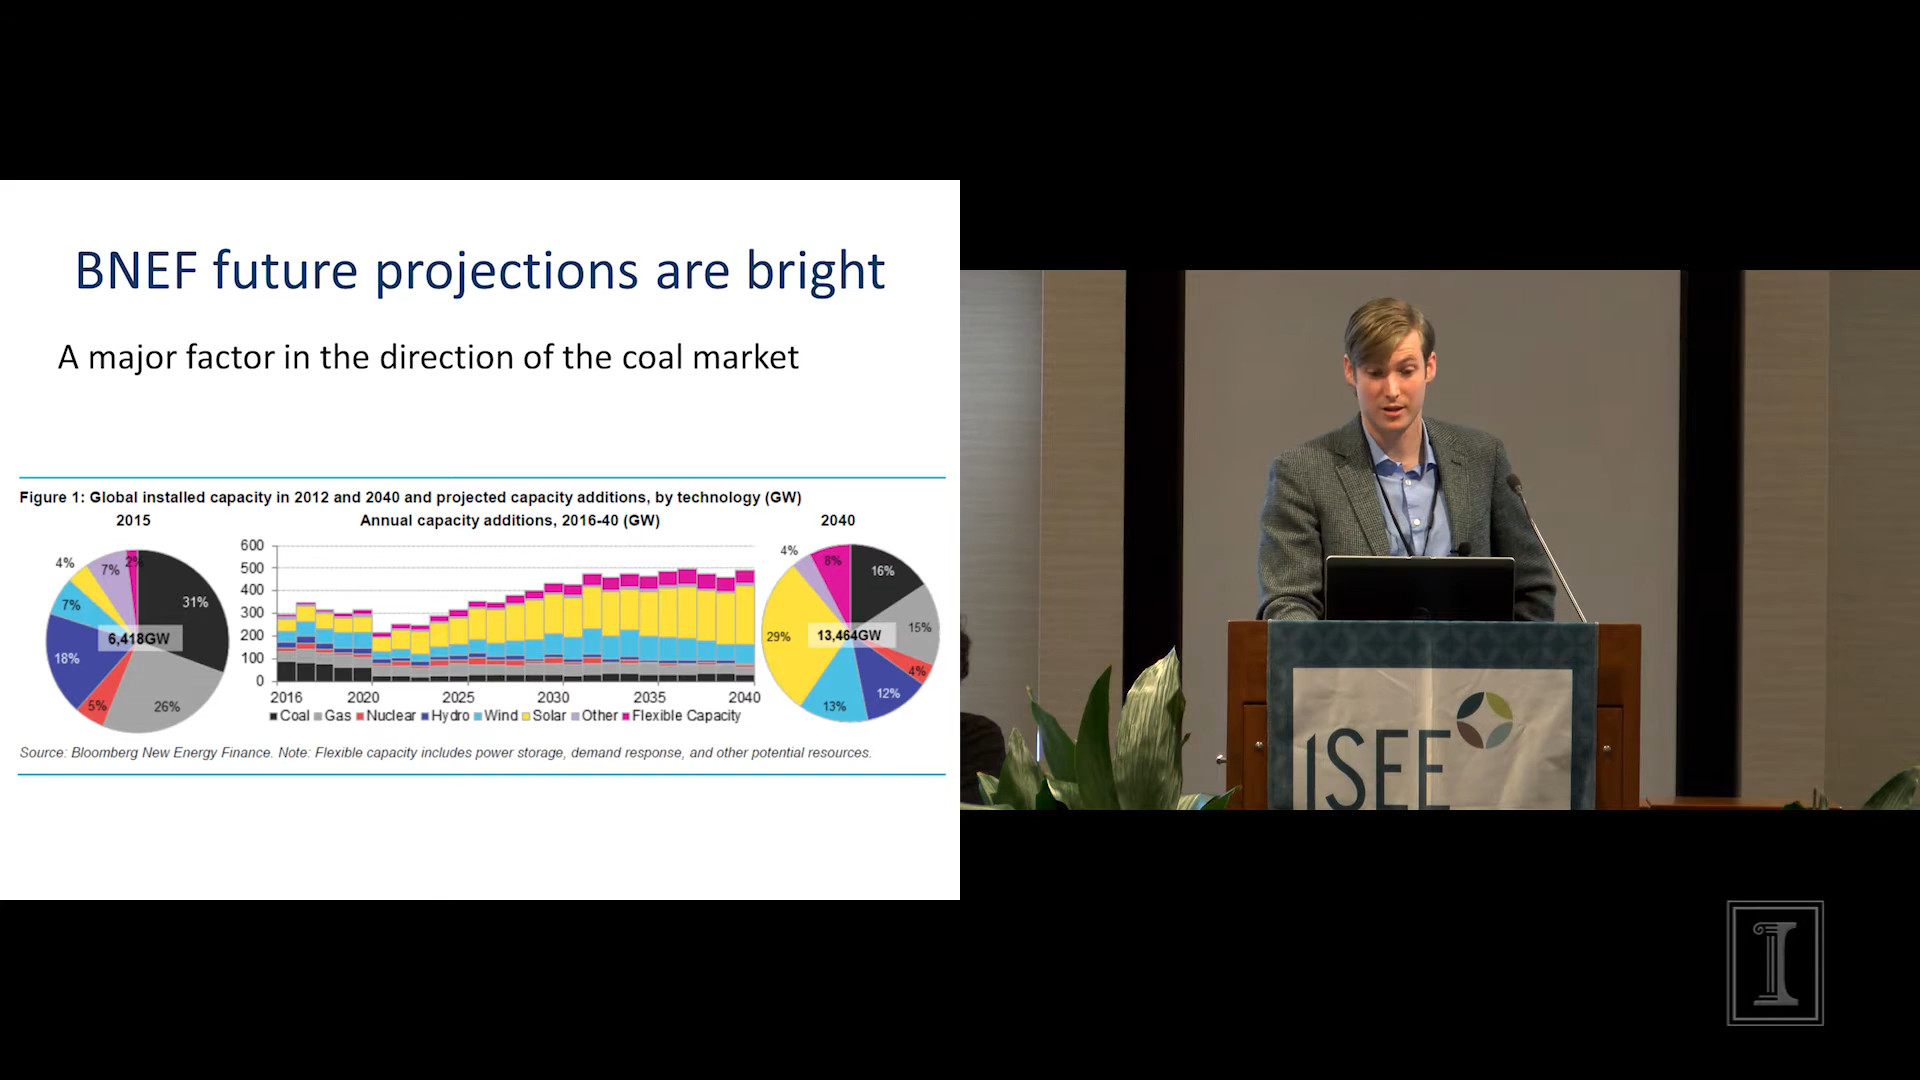 BNEF future projections are bright
A major factor in the direction of the coal market
Figure 1: Global installed capacity in 2012 and 2040 and projected capacity additions, by technology (GW)
2015
Annual capacity additions, 2016-40 (GW)
2040
4%
7%
2%
31%
7%
6,418GW
18%
5%
26%
600
500
400
300
200
100
0
2016 2020 2025 2030 2035 2040
Coal Gas Nuclear Hydro Wind Solar Other Flexible Capacity
4%
8%
16%
15%
29%
13,464GW
4%
12%
13%
Source: Bloomberg New Energy Finance. Note: Flexible capacity includes power storage, demand response, and other potential resources.
iSEE
I